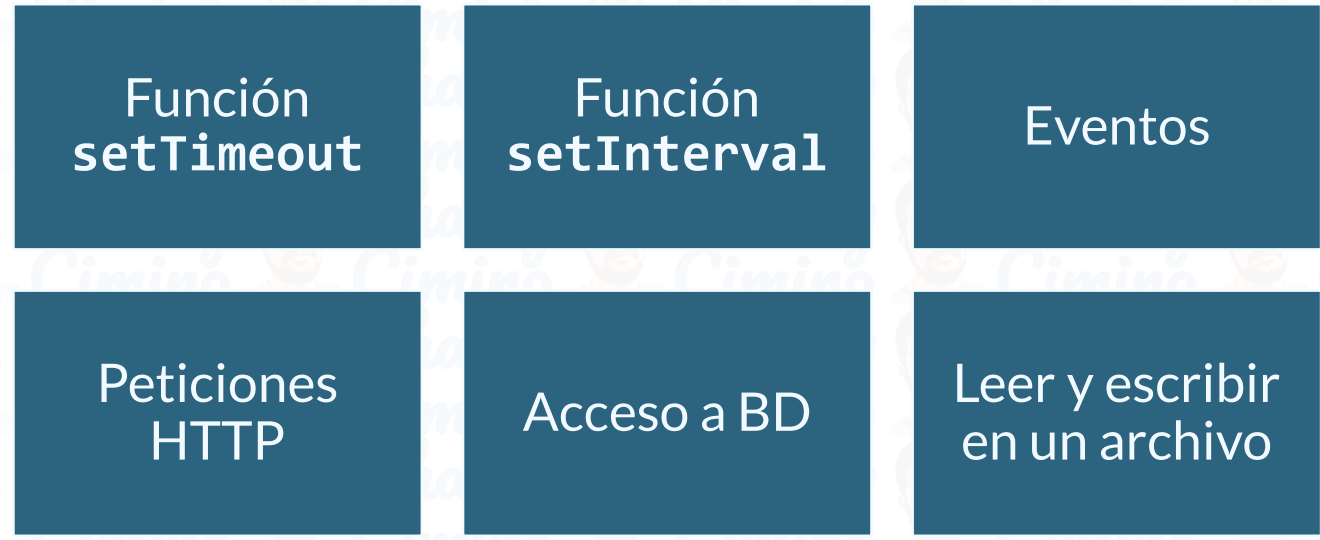 Función
setTimeout
Función
setInterval
Eventos
Peticiones
HTTP
Acceso a BD
Leer y escribir
en un archivo